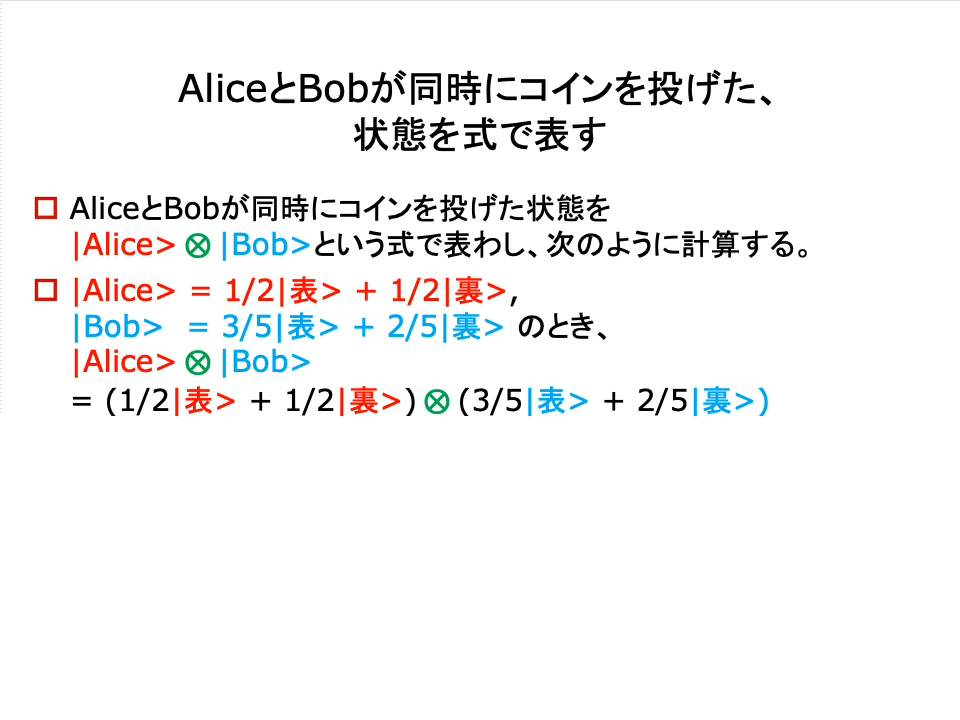 AliceとBobが同時にコインを投げた、
状態を式で表す
□ AliceとBobが同時にコインを投げた状態を
|Alice> ⊗ |Bob>という式で表わし、次のように計算する。
□ |Alice> = 1/2|表> + 1/2|裏>,
|Bob> = 3/5|表> + 2/5|裏> のとき、
|Alice> ⊗ |Bob>
= (1/2|表> + 1/2|裏>) ⊗ (3/5|表> + 2/5|裏>)